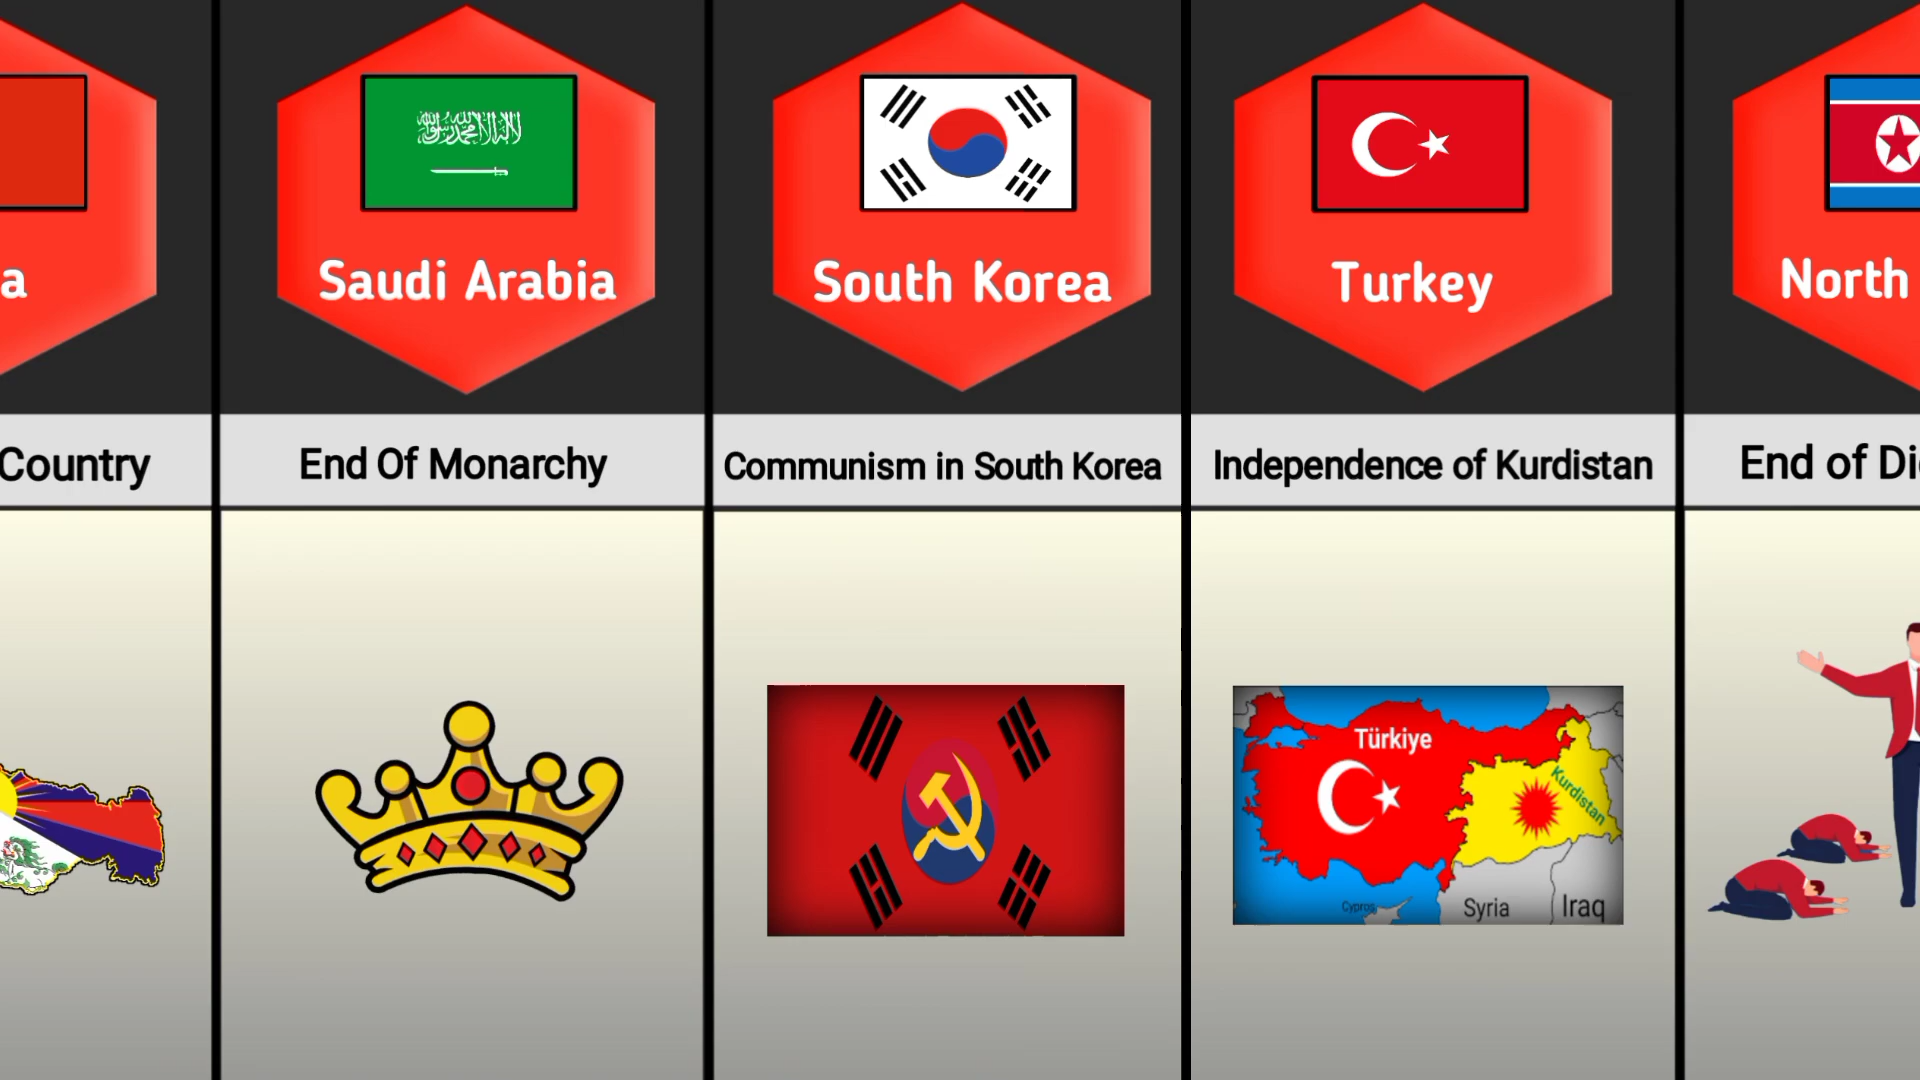 a
Saudi Arabia
South Korea
Turkey
North
Country
End Of Monarchy
Communism in South Korea
Independence of Kurdistan
End of Di
Türkiye
Kurdistan
Cyprus
Syria
Iraq